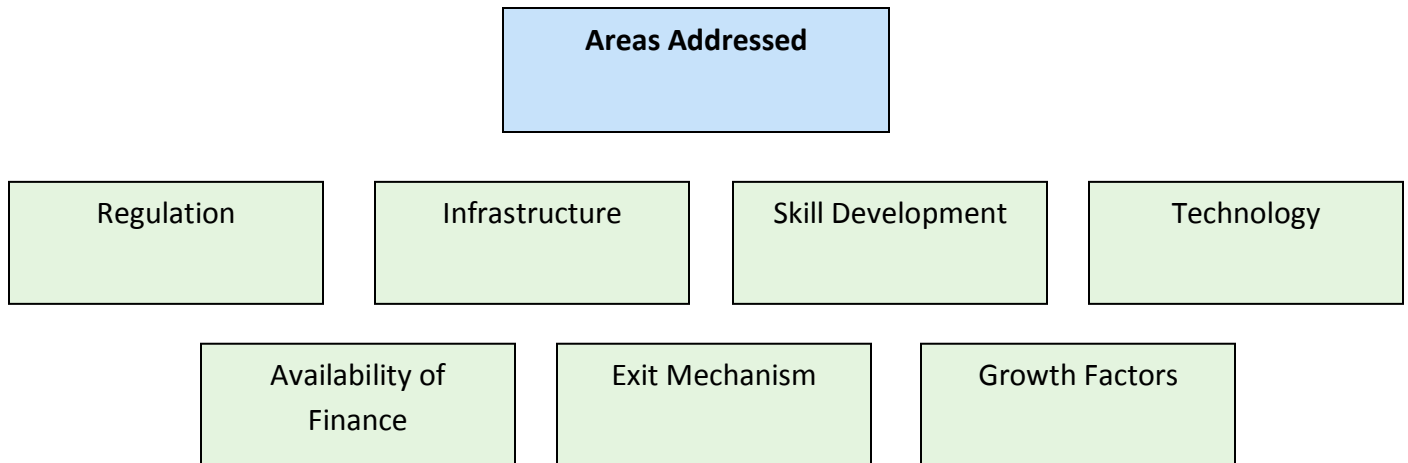 Areas Addressed
Regulation
Infrastructure
Skill Development
Technology
Availability of
Finance
Exit Mechanism
Growth Factors